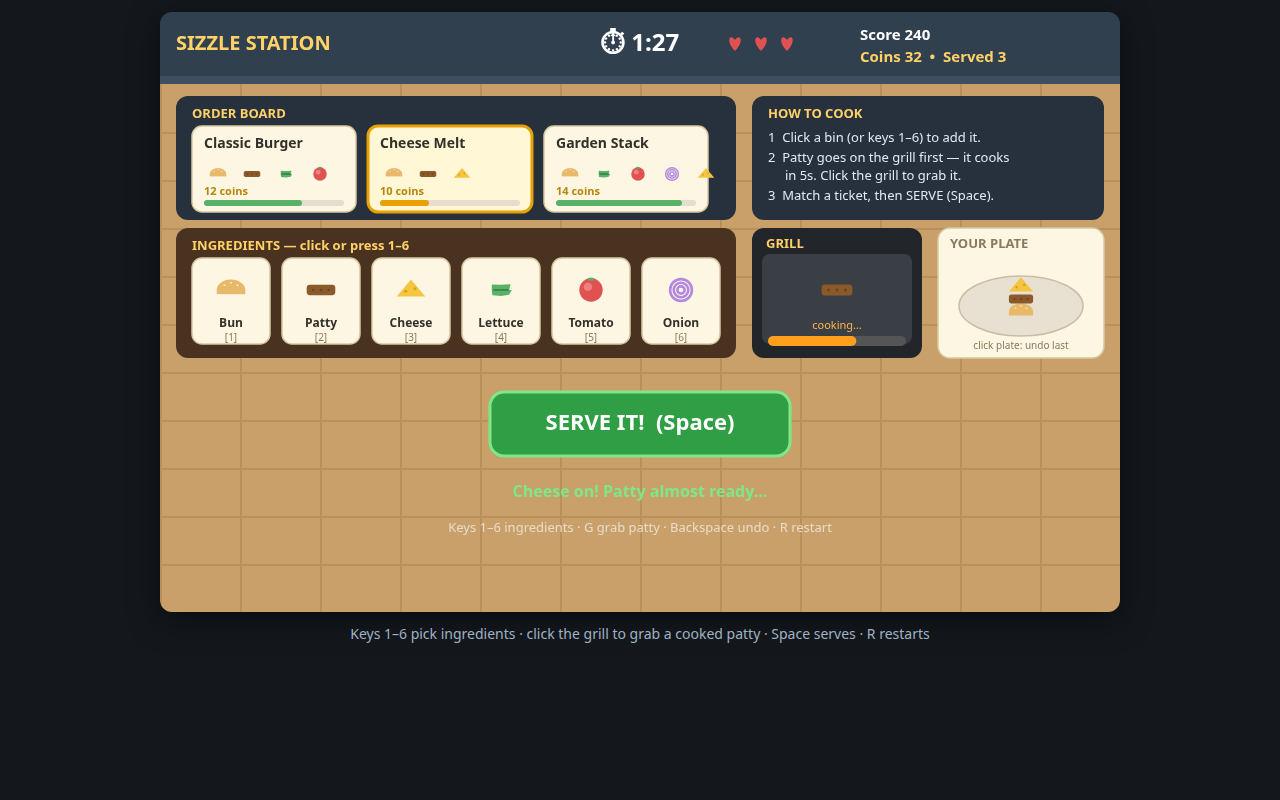 SIZZLE STATION
⏱ 1:27
Score 240
Coins 32 • Served 3
ORDER BOARD
Classic Burger
12 coins
Cheese Melt
10 coins
Garden Stack
14 coins
HOW TO COOK
1 Click a bin (or keys 1–6) to add it.
2 Patty goes on the grill first — it cooks
in 5s. Click the grill to grab it.
3 Match a ticket, then SERVE (Space).
INGREDIENTS — click or press 1–6
Bun
[1]
Patty
[2]
Cheese
[3]
Lettuce
[4]
Tomato
[5]
Onion
[6]
GRILL
cooking...
YOUR PLATE
click plate: undo last
SERVE IT! (Space)
Cheese on! Patty almost ready...
Keys 1–6 ingredients · G grab patty · Backspace undo · R restart
Keys 1–6 pick ingredients · click the grill to grab a cooked patty · Space serves · R restarts